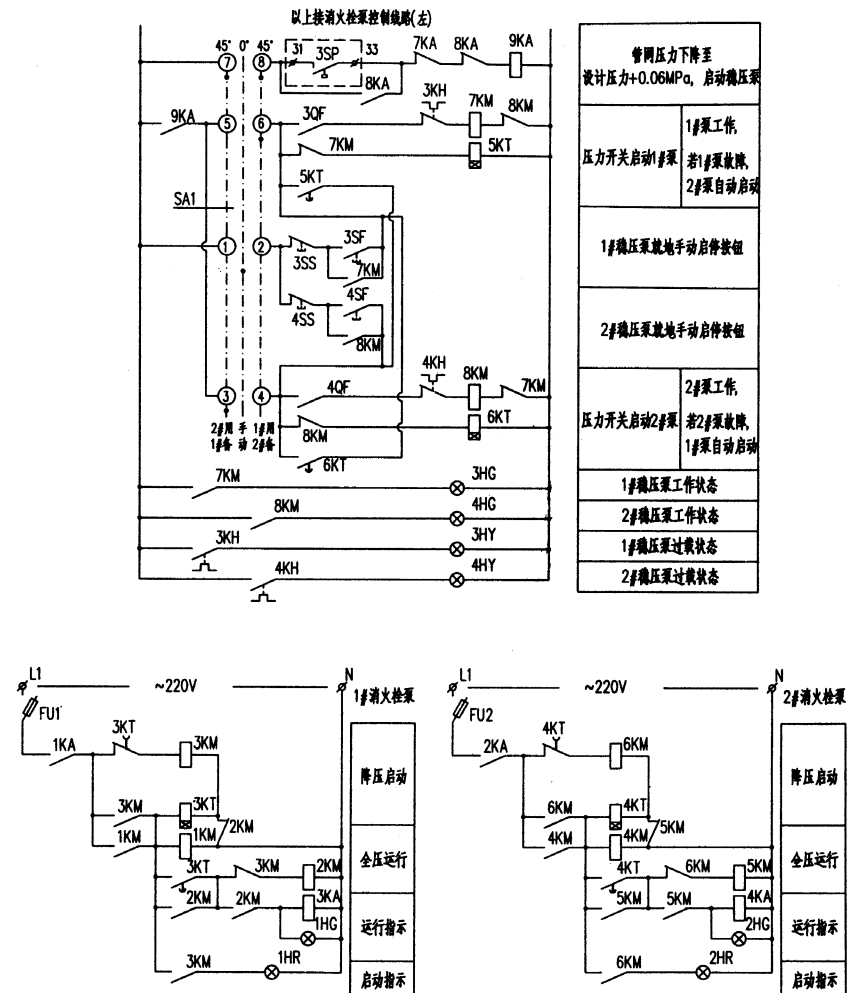 以上接消火栓泵控制线路(左)
45° 0° 45°
7 8 31 3SP 33 7KA 8KA 9KA
8KA
管网压力下降至
设计压力+0.06MPa, 启动稳压泵
9KA 5 6 3QF 3KH 7KM 8KM
7KM 5KT
5KT
SA1
压力开关启动1#泵
1#泵工作,
若1#泵故障,
2#泵自动启动
1 2 3SS 3SF
7KM
1#稳压泵就地手动启停按钮
4SS 4SF
8KM
2#稳压泵就地手动启停按钮
3 4 4QF 4KH 8KM 7KM
8KM 6KT
6KT
2#用 手 1#用
1#备 动 2#备
压力开关启动2#泵
2#泵工作,
若2#泵故障,
1#泵自动启动
7KM 3HG 1#稳压泵工作状态
8KM 4HG 2#稳压泵工作状态
3KH 3HY 1#稳压泵过载状态
4KH 4HY 2#稳压泵过载状态
L1 ~220V N 1#消火栓泵
FU1
1KA 3KT 3KM
降压启动
3KM 3KT
1KM 1KM 2KM
3KT 3KM 2KM
全压运行
2KM 2KM 3KA
1HG
运行指示
3KM 1HR
启动指示
L1 ~220V N 2#消火栓泵
FU2
2KA 4KT 6KM
降压启动
6KM 4KT
4KM 4KM 5KM
4KT 6KM 5KM
全压运行
5KM 5KM 4KA
2HG
运行指示
6KM 2HR
启动指示